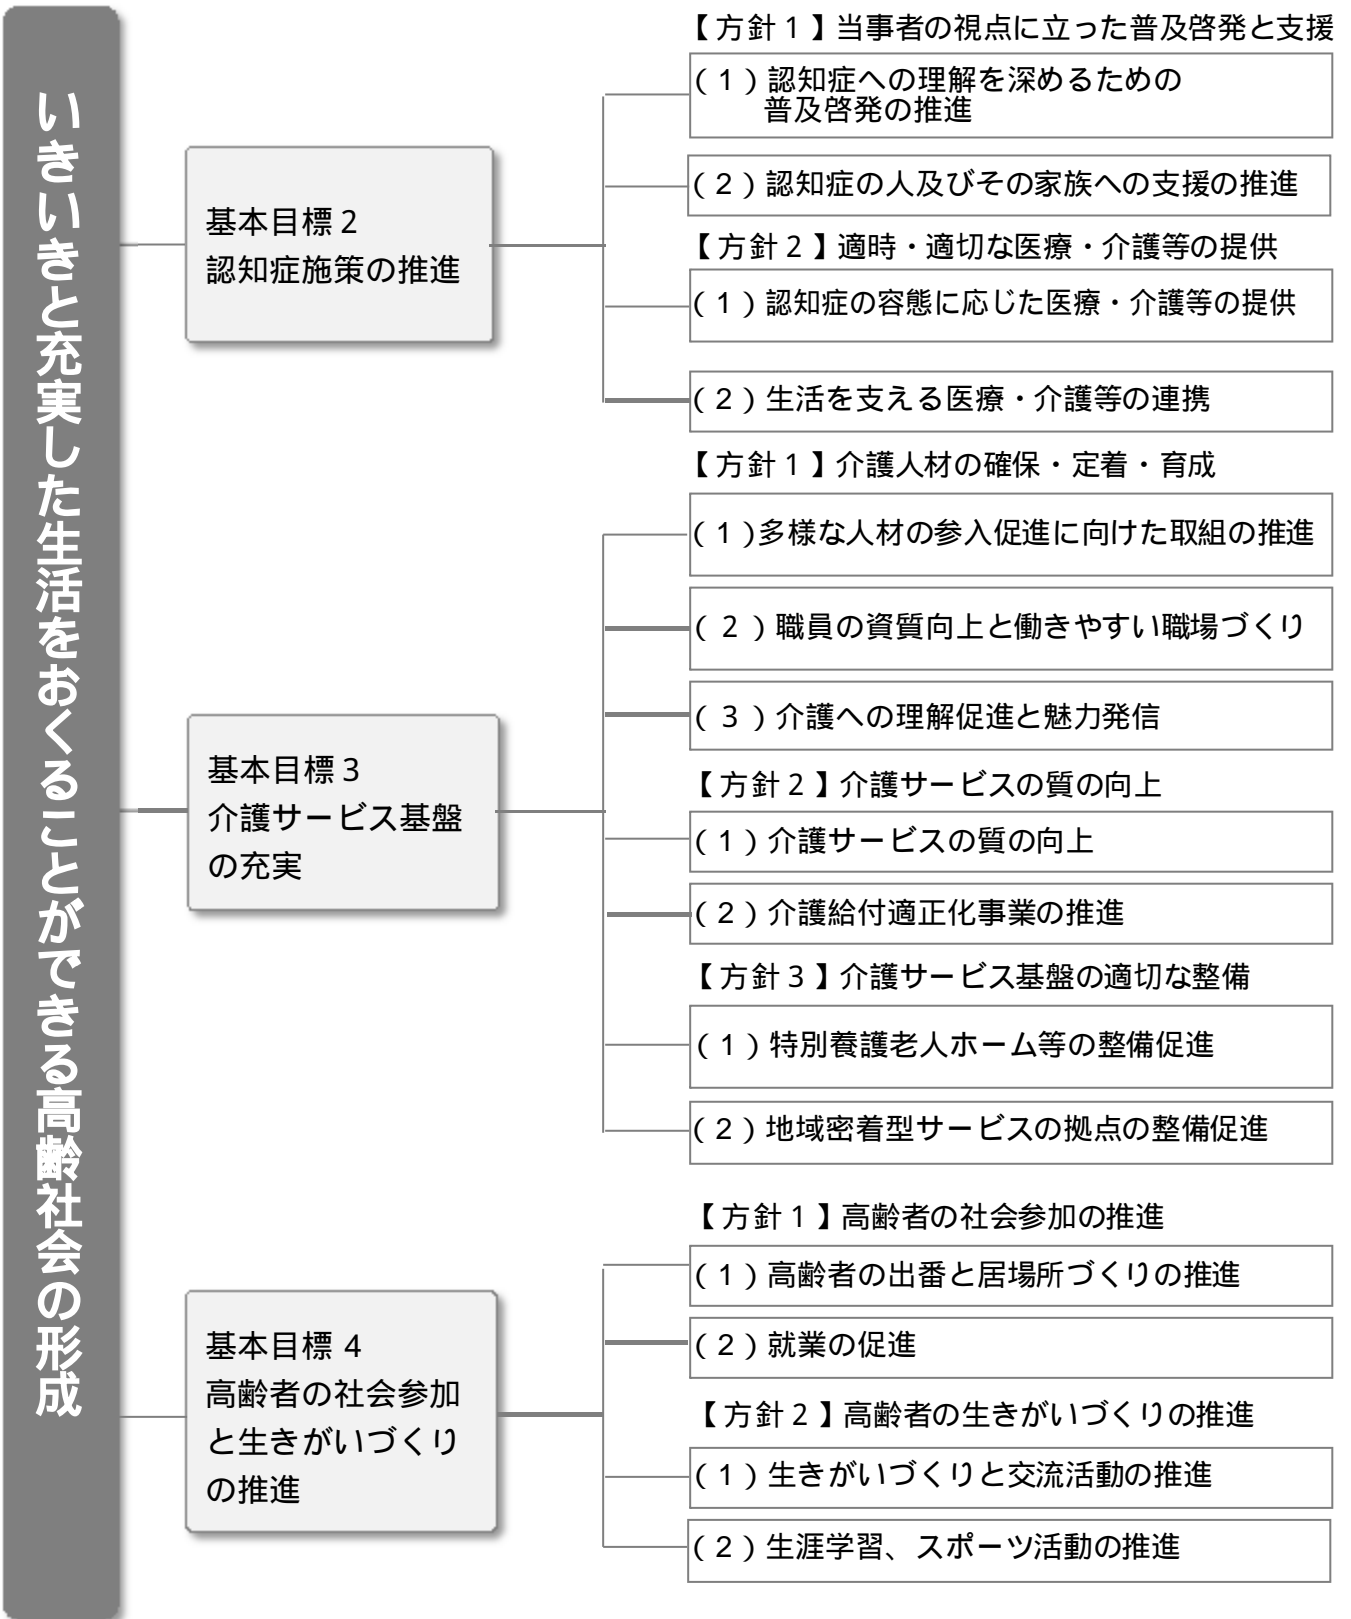 いきいきと充実した生活をおくることができる高齢社会の形成
基本目標２
認知症施策の推進
【方針１】当事者の視点に立った普及啓発と支援
（１）認知症への理解を深めるための
普及啓発の推進
（２）認知症の人及びその家族への支援の推進
【方針２】適時・適切な医療・介護等の提供
（１）認知症の容態に応じた医療・介護等の提供
（２）生活を支える医療・介護等の連携
基本目標３
介護サービス基盤
の充実
【方針１】介護人材の確保・定着・育成
（１）多様な人材の参入促進に向けた取組の推進
（２）職員の資質向上と働きやすい職場づくり
（３）介護への理解促進と魅力発信
【方針２】介護サービスの質の向上
（１）介護サービスの質の向上
（２）介護給付適正化事業の推進
【方針３】介護サービス基盤の適切な整備
（１）特別養護老人ホーム等の整備促進
（２）地域密着型サービスの拠点の整備促進
基本目標 ４
高齢者の社会参加
と生きがいづくり
の推進
【方針１】高齢者の社会参加の推進
（１）高齢者の出番と居場所づくりの推進
（２）就業の促進
【方針２】高齢者の生きがいづくりの推進
（１）生きがいづくりと交流活動の推進
（２）生涯学習、スポーツ活動の推進